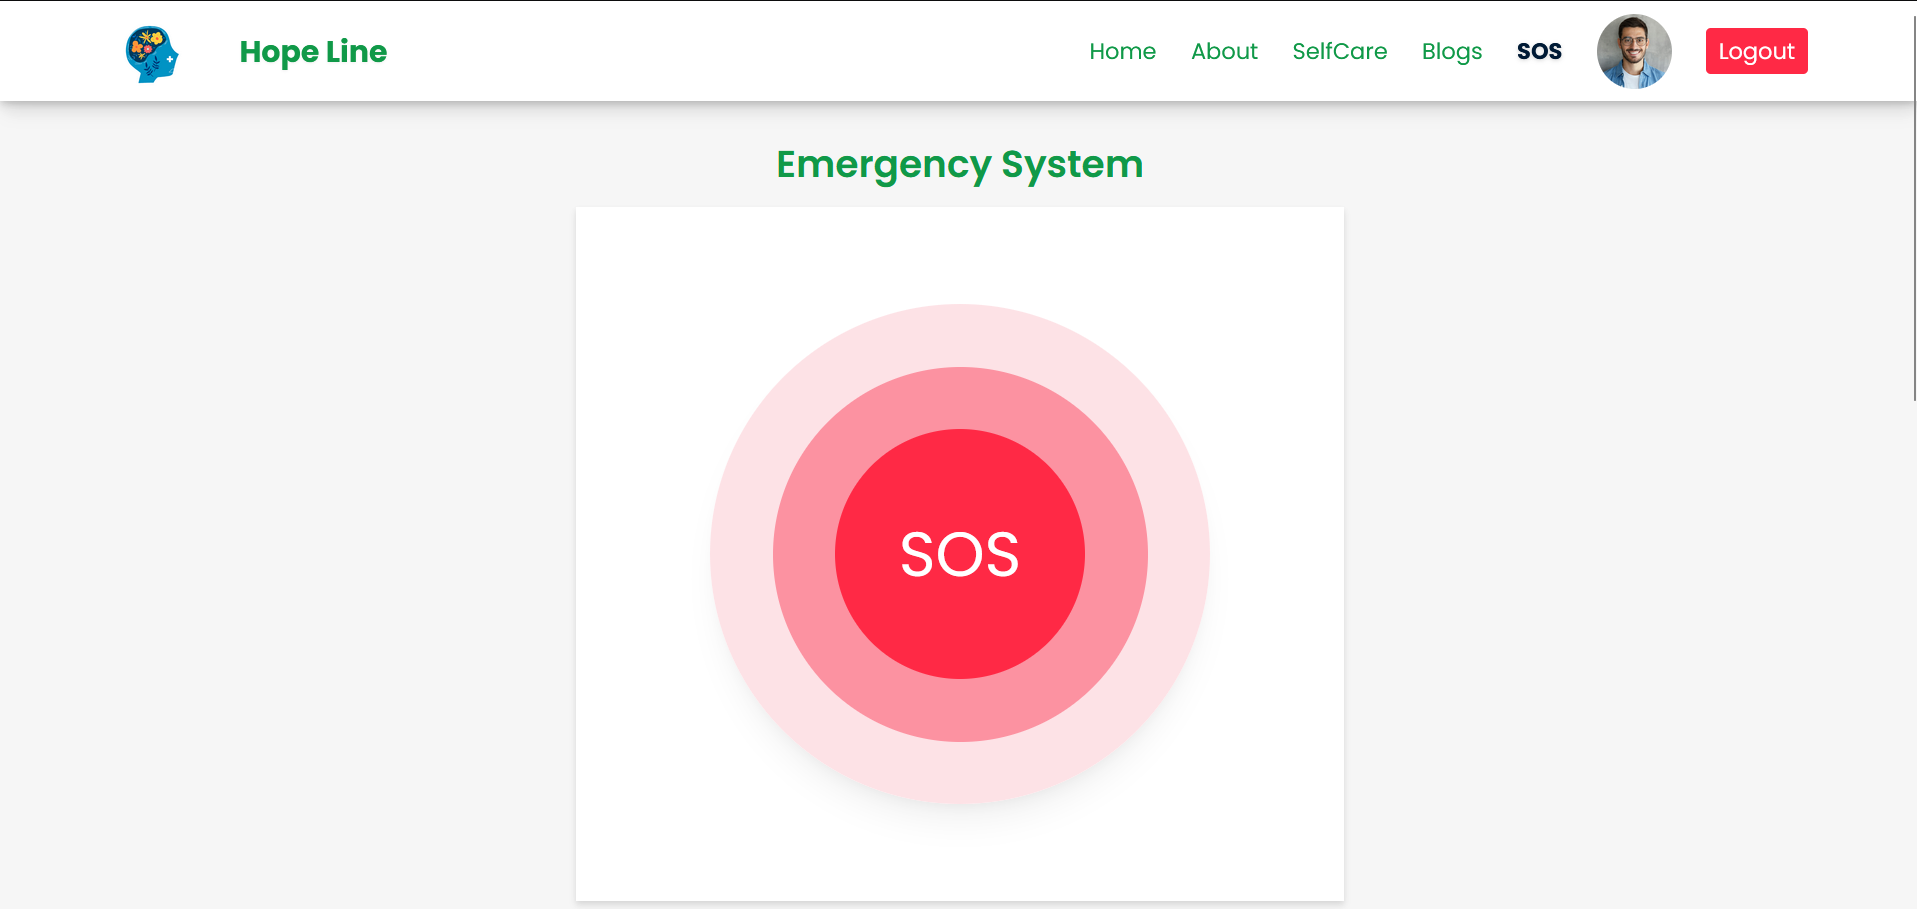 Hope Line
Home About SelfCare Blogs SOS Logout
Emergency System
SOS